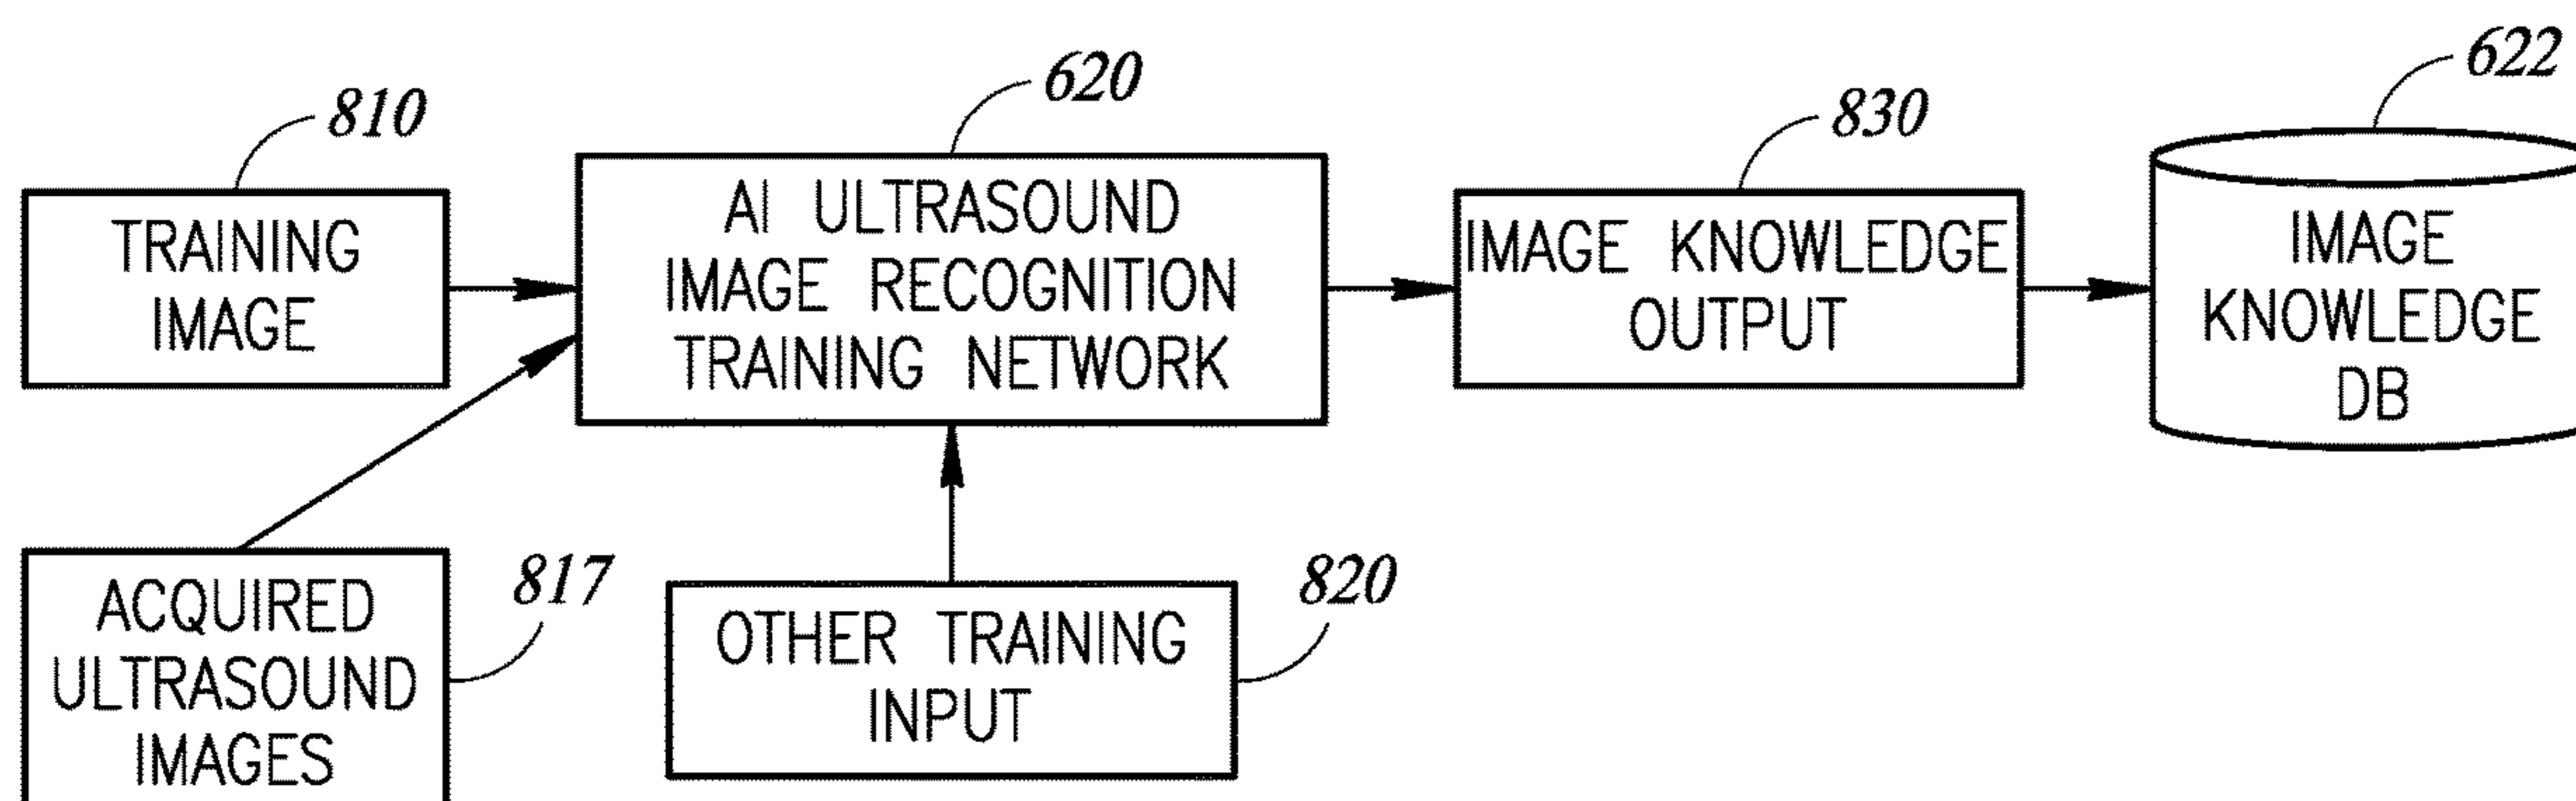 810
TRAINING
IMAGE
620
AI ULTRASOUND
IMAGE RECOGNITION
TRAINING NETWORK
830
IMAGE KNOWLEDGE
OUTPUT
622
IMAGE
KNOWLEDGE
DB
ACQUIRED
ULTRASOUND
IMAGES
817
OTHER TRAINING
INPUT
820